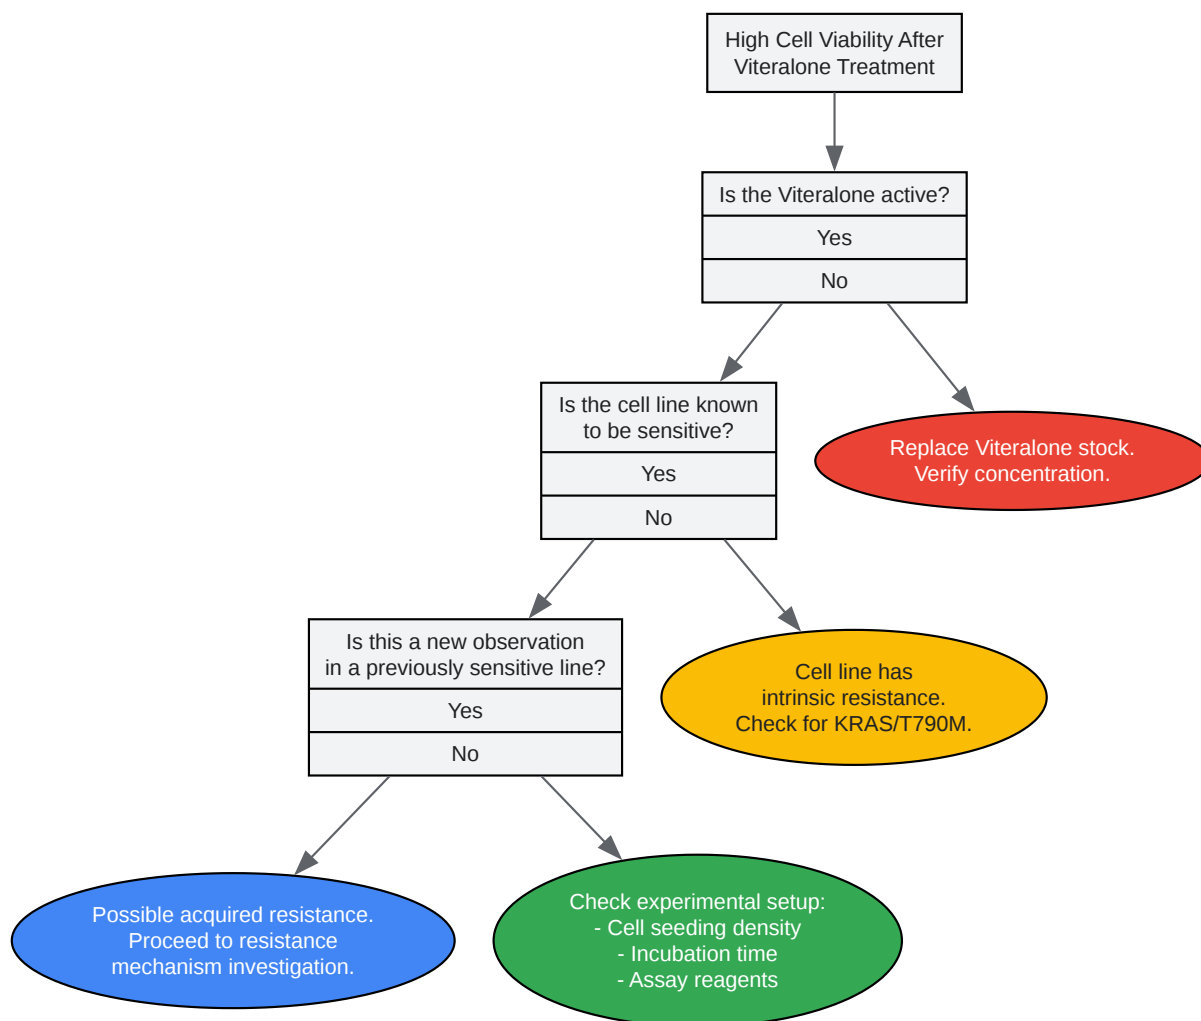 High Cell Viability After
Viteralone Treatment
Is the Viteralone active?
Yes
No
Is the cell line known
to be sensitive?
Yes
No
Replace Viteralone stock.
Verify concentration.
Is this a new observation
in a previously sensitive line?
Yes
No
Cell line has
intrinsic resistance.
Check for KRAS/T790M.
Possible acquired resistance.
Proceed to resistance
mechanism investigation.
Check experimental setup:
- Cell seeding density
- Incubation time
- Assay reagents